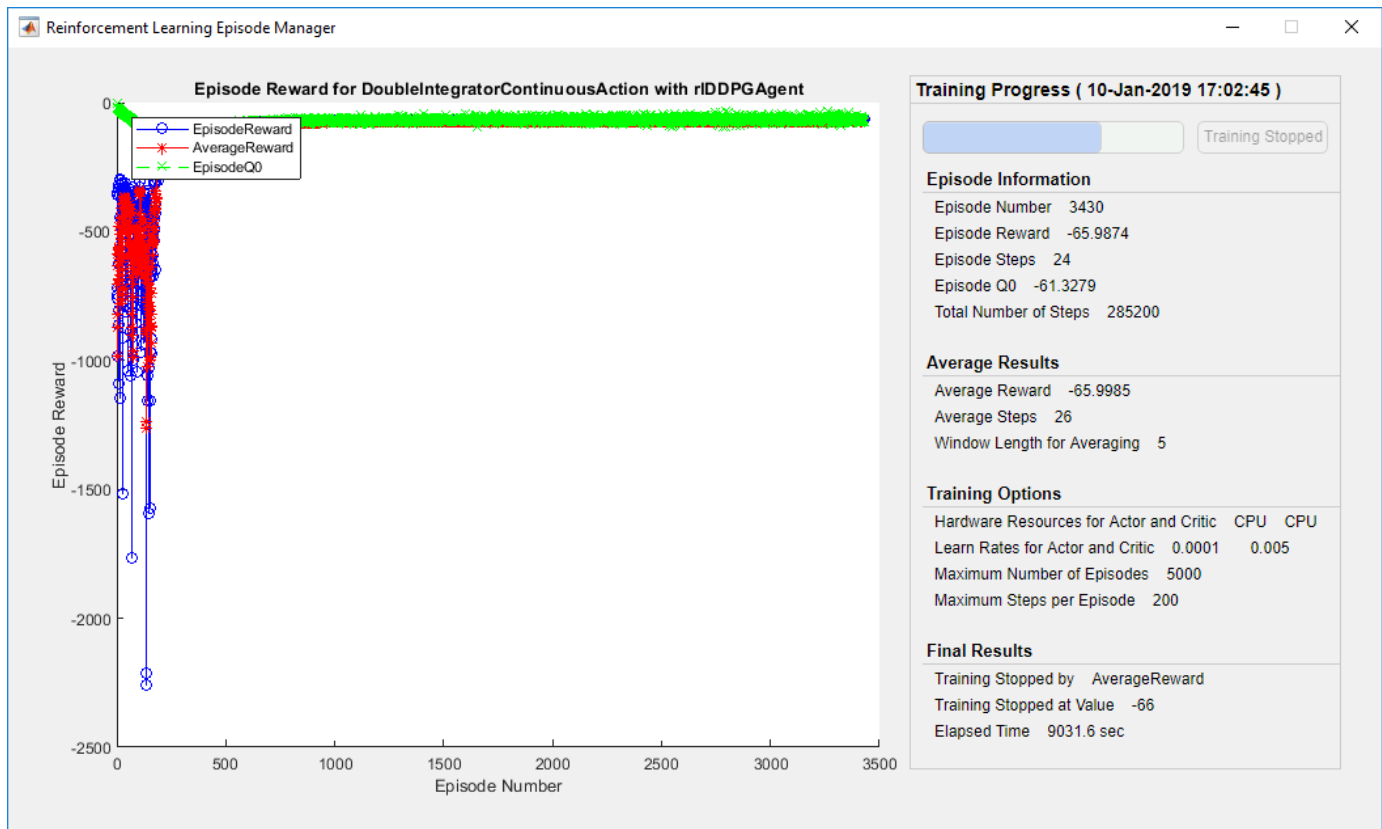 Reinforcement Learning Episode Manager
Episode Reward for DoubleIntegratorContinuousAction with rlDDPGAgent
EpisodeReward
AverageReward
EpisodeQ0
0
-500
-1000
-1500
-2000
-2500
Episode Reward
0 500 1000 1500 2000 2500 3000 3500
Episode Number
Training Progress ( 10-Jan-2019 17:02:45 )
Training Stopped
Episode Information
Episode Number 3430
Episode Reward -65.9874
Episode Steps 24
Episode Q0 -61.3279
Total Number of Steps 285200
Average Results
Average Reward -65.9985
Average Steps 26
Window Length for Averaging 5
Training Options
Hardware Resources for Actor and Critic CPU CPU
Learn Rates for Actor and Critic 0.0001 0.005
Maximum Number of Episodes 5000
Maximum Steps per Episode 200
Final Results
Training Stopped by AverageReward
Training Stopped at Value -66
Elapsed Time 9031.6 sec